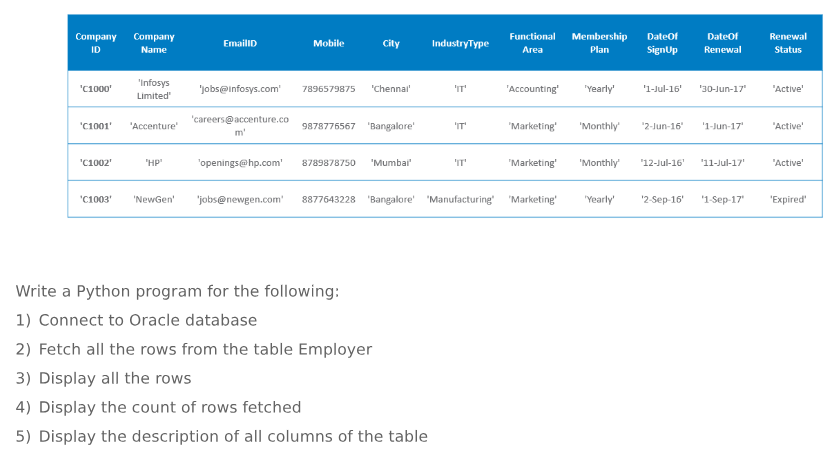 Company ID Company Name EmailID Mobile City IndustryType Functional Area Membership Plan DateOf SignUp DateOf Renewal Renewal Status
'C1000' 'Infosys Limited' 'jobs@infosys.com' 7896579875 'Chennai' 'IT' 'Accounting' 'Yearly' '1-Jul-16' '30-Jun-17' 'Active'
'C1001' 'Accenture' 'careers@accenture.com' 9878776567 'Bangalore' 'IT' 'Marketing' 'Monthly' '2-Jun-16' '1-Jun-17' 'Active'
'C1002' 'HP' 'openings@hp.com' 8789878750 'Mumbai' 'IT' 'Marketing' 'Monthly' '12-Jul-16' '11-Jul-17' 'Active'
'C1003' 'NewGen' 'jobs@newgen.com' 8877643228 'Bangalore' 'Manufacturing' 'Marketing' 'Yearly' '2-Sep-16' '1-Sep-17' 'Expired'
Write a Python program for the following:
1) Connect to Oracle database
2) Fetch all the rows from the table Employer
3) Display all the rows
4) Display the count of rows fetched
5) Display the description of all columns of the table